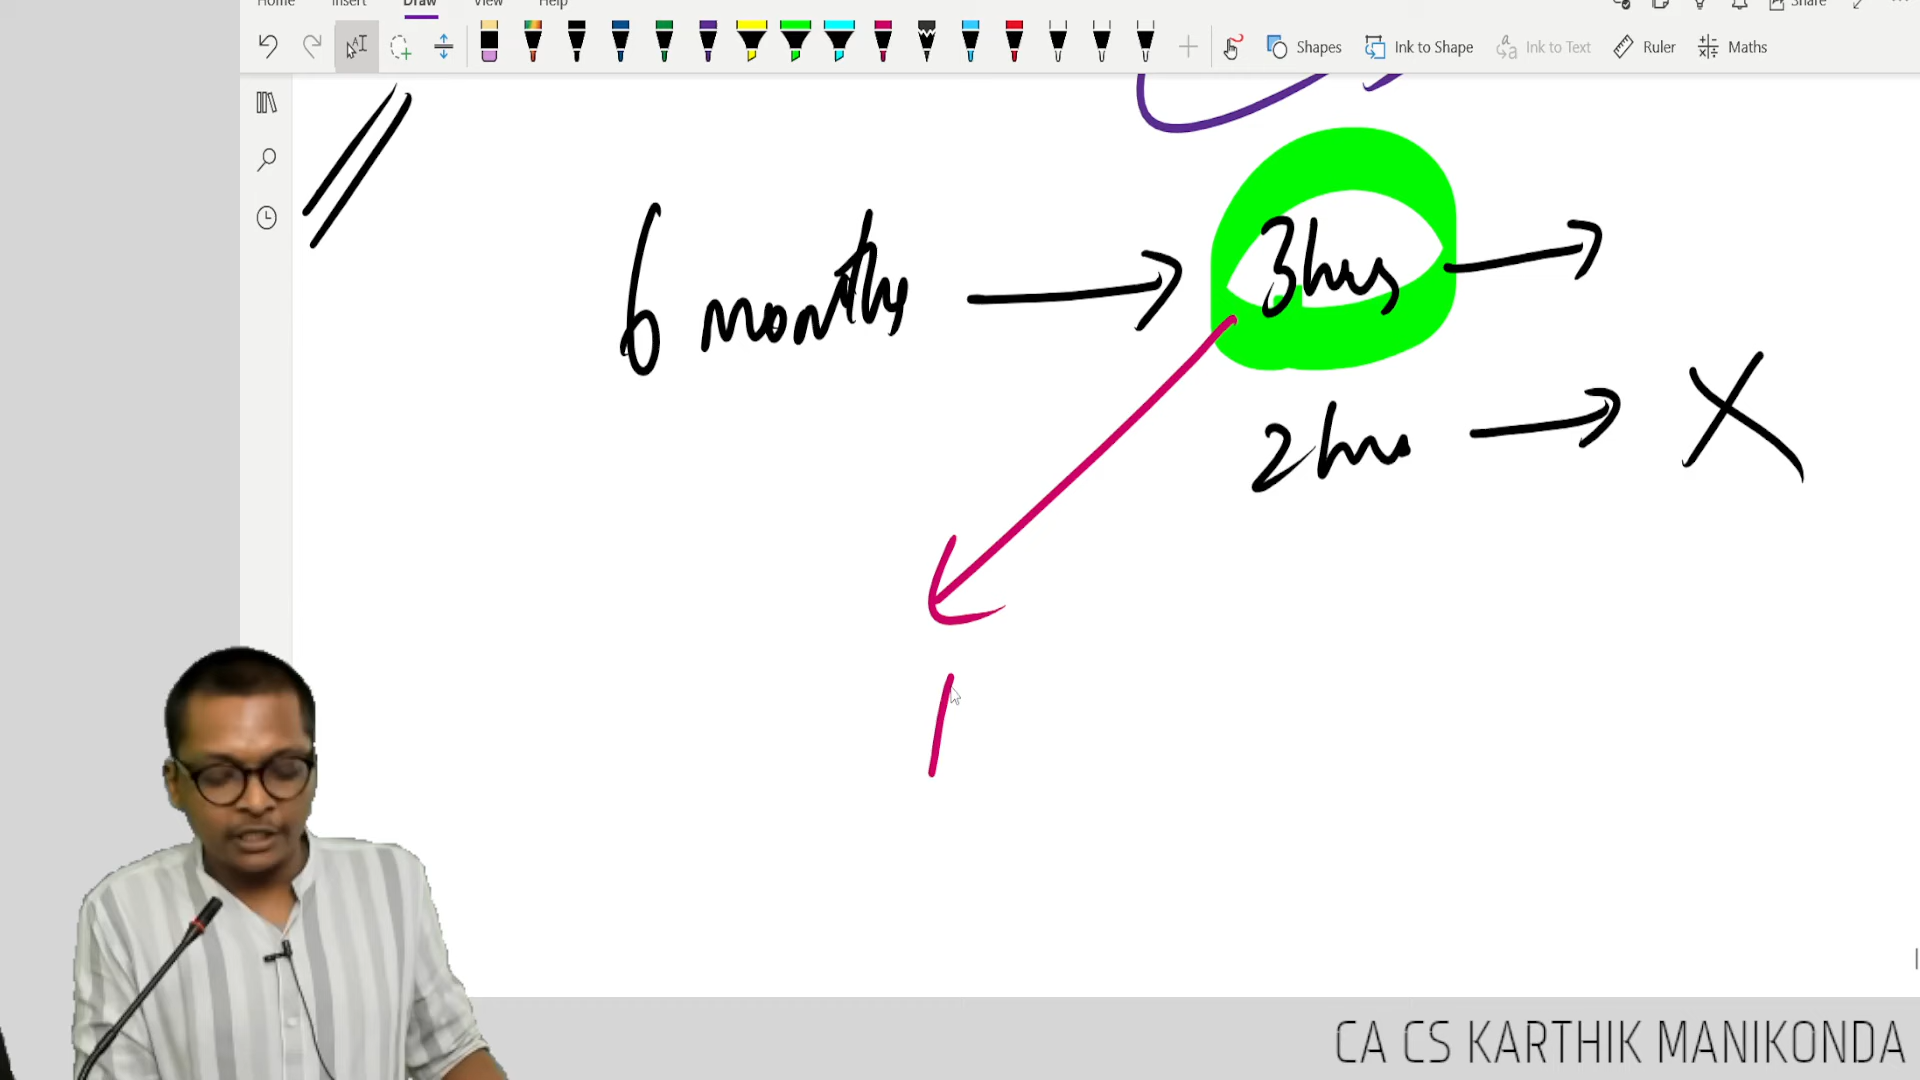 Home Insert Draw View Help Share
Shapes Ink to Shape Ink to Text Ruler Maths
6 months → 3hrs →
2hrs → X
CA CS KARTHIK MANIKONDA